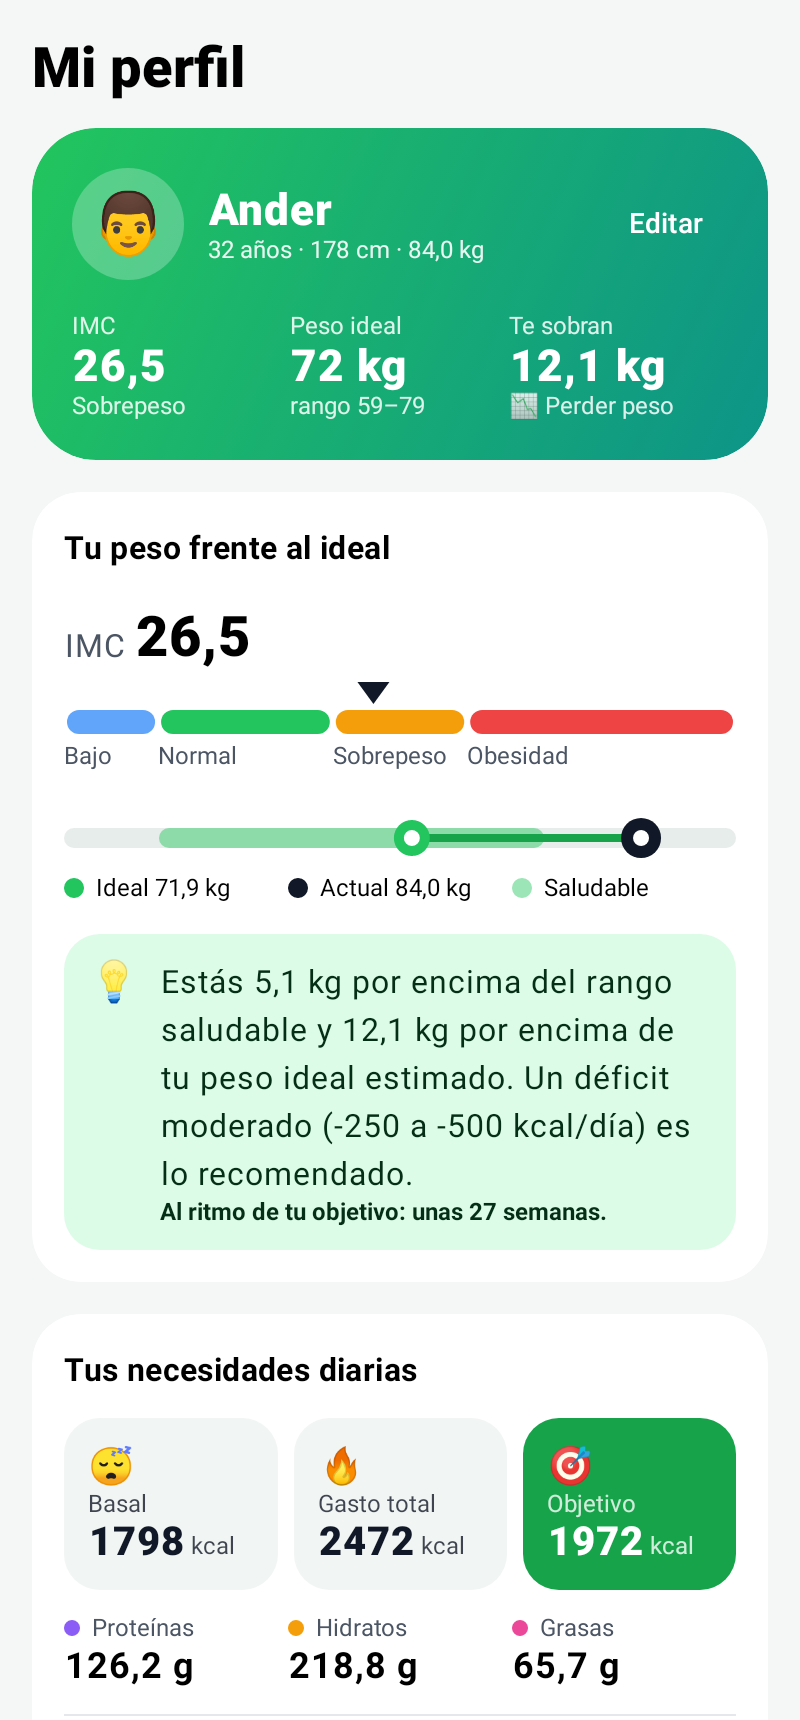 Mi perfil
Ander
32 años · 178 cm · 84,0 kg
Editar
IMC
26,5
Sobrepeso
Peso ideal
72 kg
rango 59–79
Te sobran
12,1 kg
📉 Perder peso
Tu peso frente al ideal
IMC 26,5
Bajo Normal Sobrepeso Obesidad
Ideal 71,9 kg Actual 84,0 kg Saludable
Estás 5,1 kg por encima del rango
saludable y 12,1 kg por encima de
tu peso ideal estimado. Un déficit
moderado (-250 a -500 kcal/día) es
lo recomendado.
Al ritmo de tu objetivo: unas 27 semanas.
Tus necesidades diarias
Basal
1798 kcal
Gasto total
2472 kcal
Objetivo
1972 kcal
Proteínas
126,2 g
Hidratos
218,8 g
Grasas
65,7 g